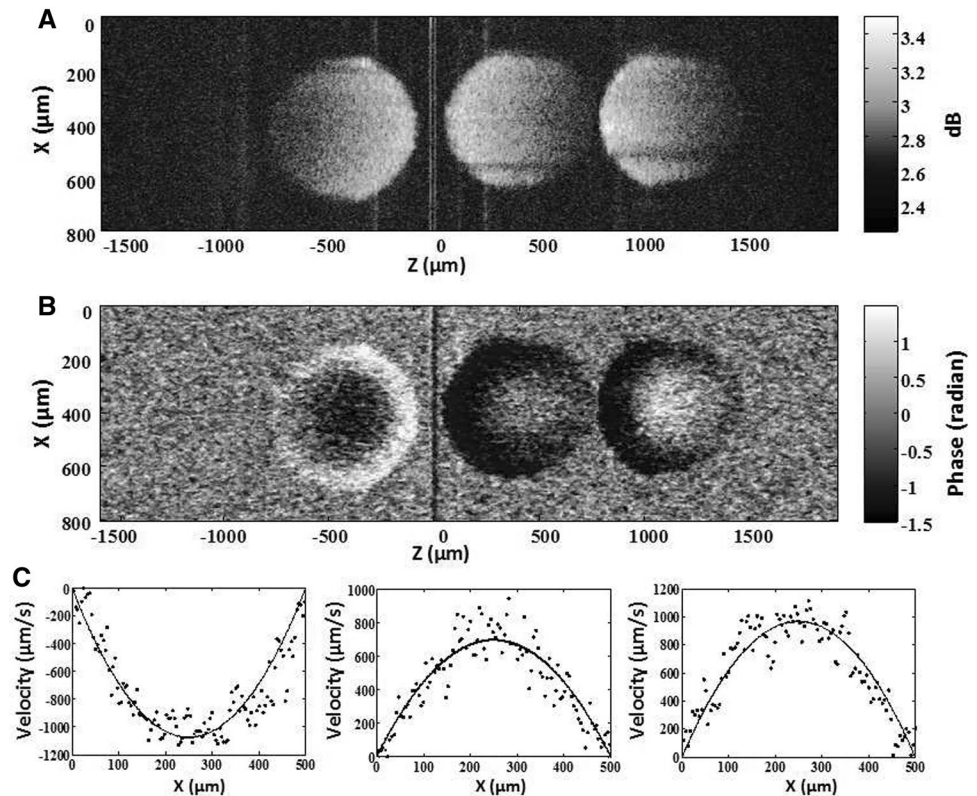 A
0
200
400
600
800
X (μm)
-1500 -1000 -500 0 500 1000 1500
Z (μm)
3.4
3.2
3
2.8
2.6
2.4
dB
B
0
200
400
600
800
X (μm)
-1500 -1000 -500 0 500 1000 1500
Z (μm)
1
0.5
0
-0.5
-1
-1.5
Phase (radian)
C
0
-200
-400
-600
-800
-1000
-1200
Velocity (μm/s)
0 100 200 300 400 500
X (μm)
1000
800
600
400
200
0
Velocity (μm/s)
0 100 200 300 400 500
X (μm)
1200
1000
800
600
400
200
0
Velocity (μm/s)
0 100 200 300 400 500
X (μm)